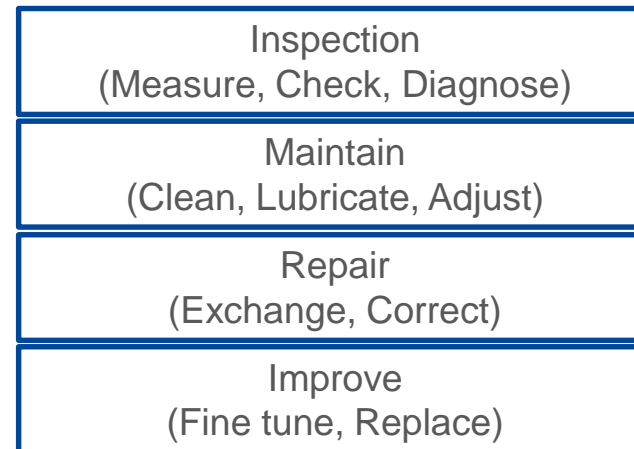 Inspection
(Measure, Check, Diagnose)
Maintain
(Clean, Lubricate, Adjust)
Repair
(Exchange, Correct)
Improve
(Fine tune, Replace)